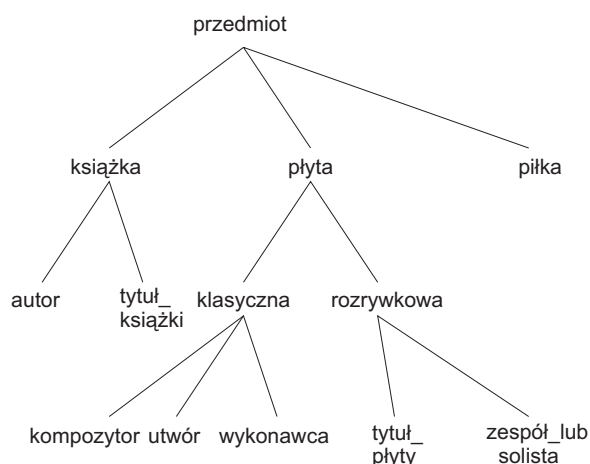 przedmiot
książka
płyta
piłka
autor
tytuł_
książki
klasyczna
rozrywkowa
kompozytor
utwór
wykonawca
tytuł_
płyty
zespół_lub
solista